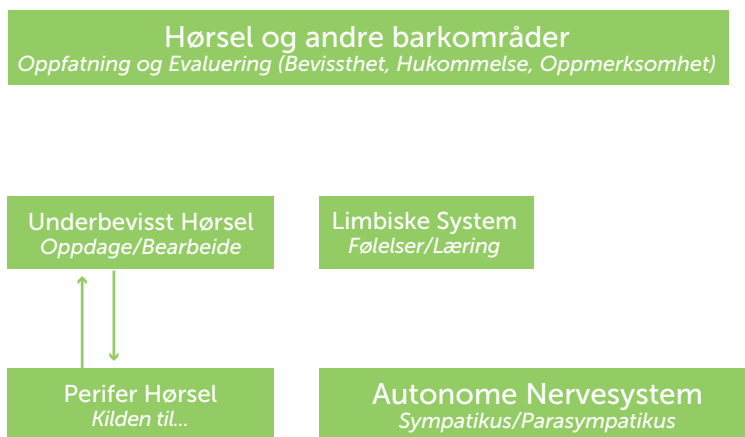 Hørsel og andre barkområder
Oppfatning og Evaluering (Bevissthet, Hukommelse, Oppmerksomhet)
Underbevisst Hørsel
Oppdage/Bearbeide
Limbiske System
Følelser/Læring
Perifer Hørsel
Kilden til...
Autonome Nervesystem
Sympatikus/Parasympatikus